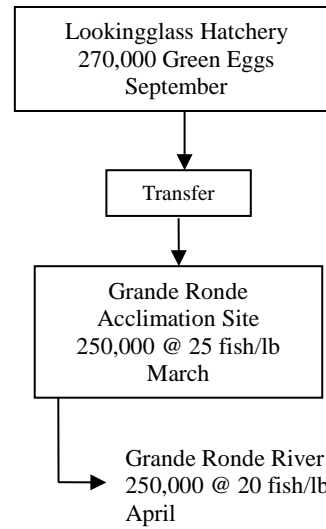 Lookingglass Hatchery
270,000 Green Eggs
September
Transfer
Grande Ronde
Acclimation Site
250,000 @ 25 fish/lb
March
Grande Ronde River
250,000 @ 20 fish/lb
April